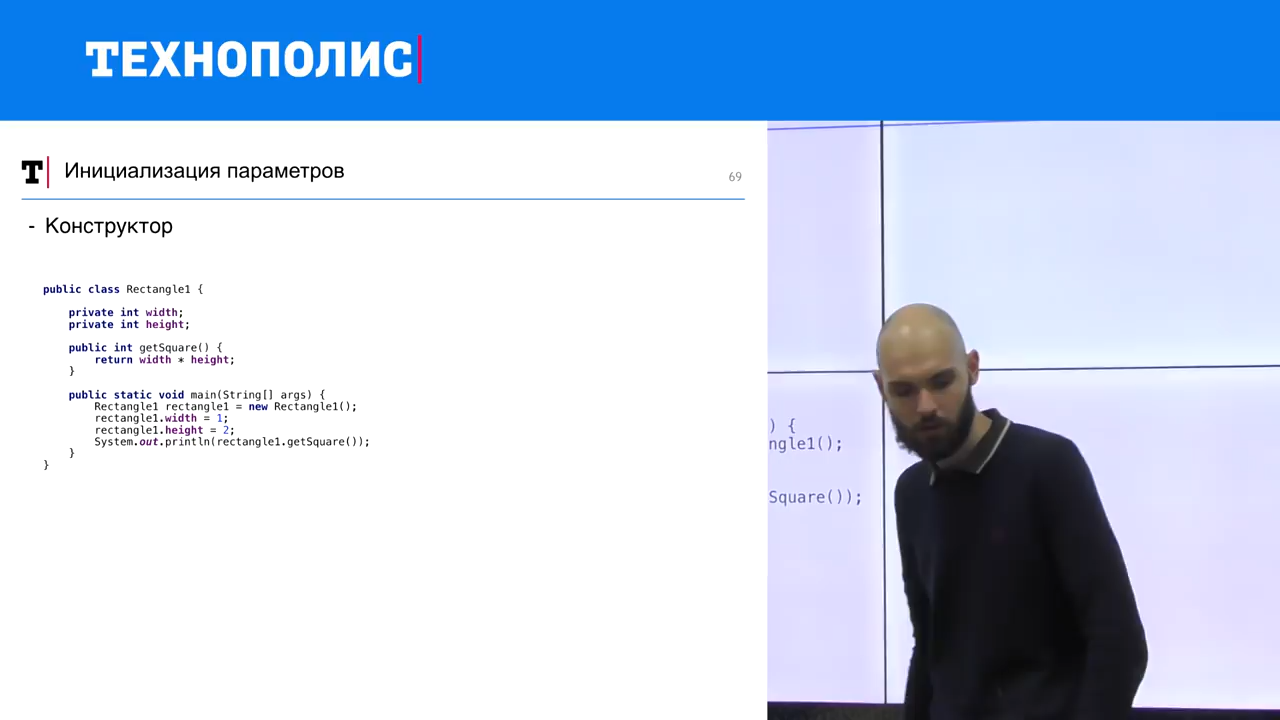 ТЕХНОПОЛИС
T
Инициализация параметров
69
- Конструктор
public class Rectangle1 {
private int width;
private int height;
public int getSquare() {
return width * height;
}
public static void main(String[] args) {
Rectangle1 rectangle1 = new Rectangle1();
rectangle1.width = 1;
rectangle1.height = 2;
System.out.println(rectangle1.getSquare());
}
}
) {
ngle1();
Square());